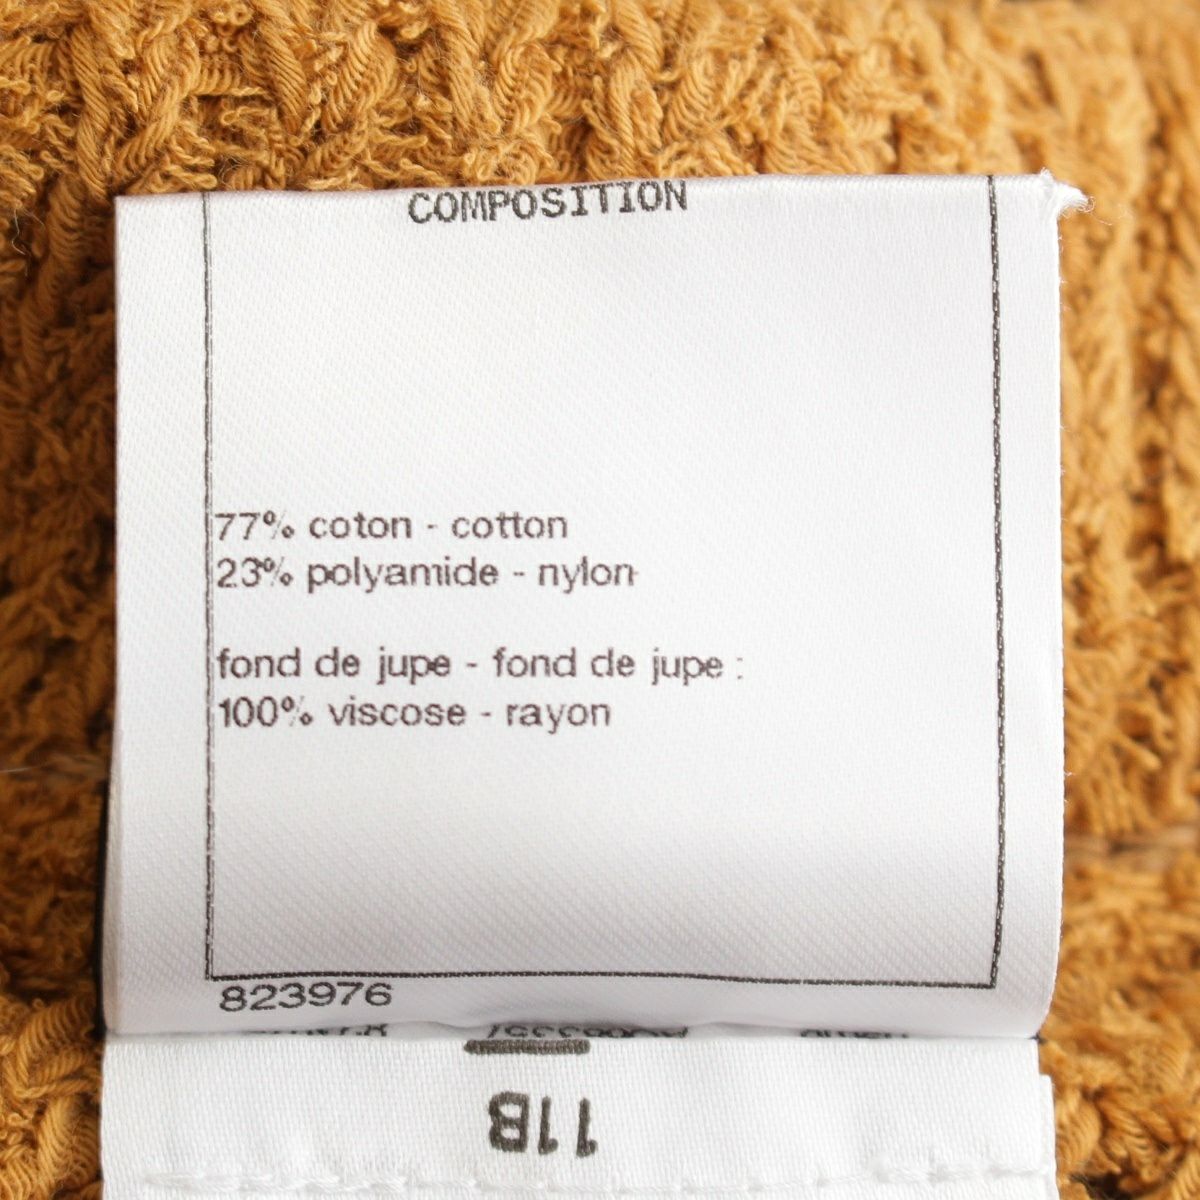 COMPOSITION
77% coton - cotton
23% polyamide - nylon
fond de jupe - fond de jupe :
100% viscose - rayon
823976
11B